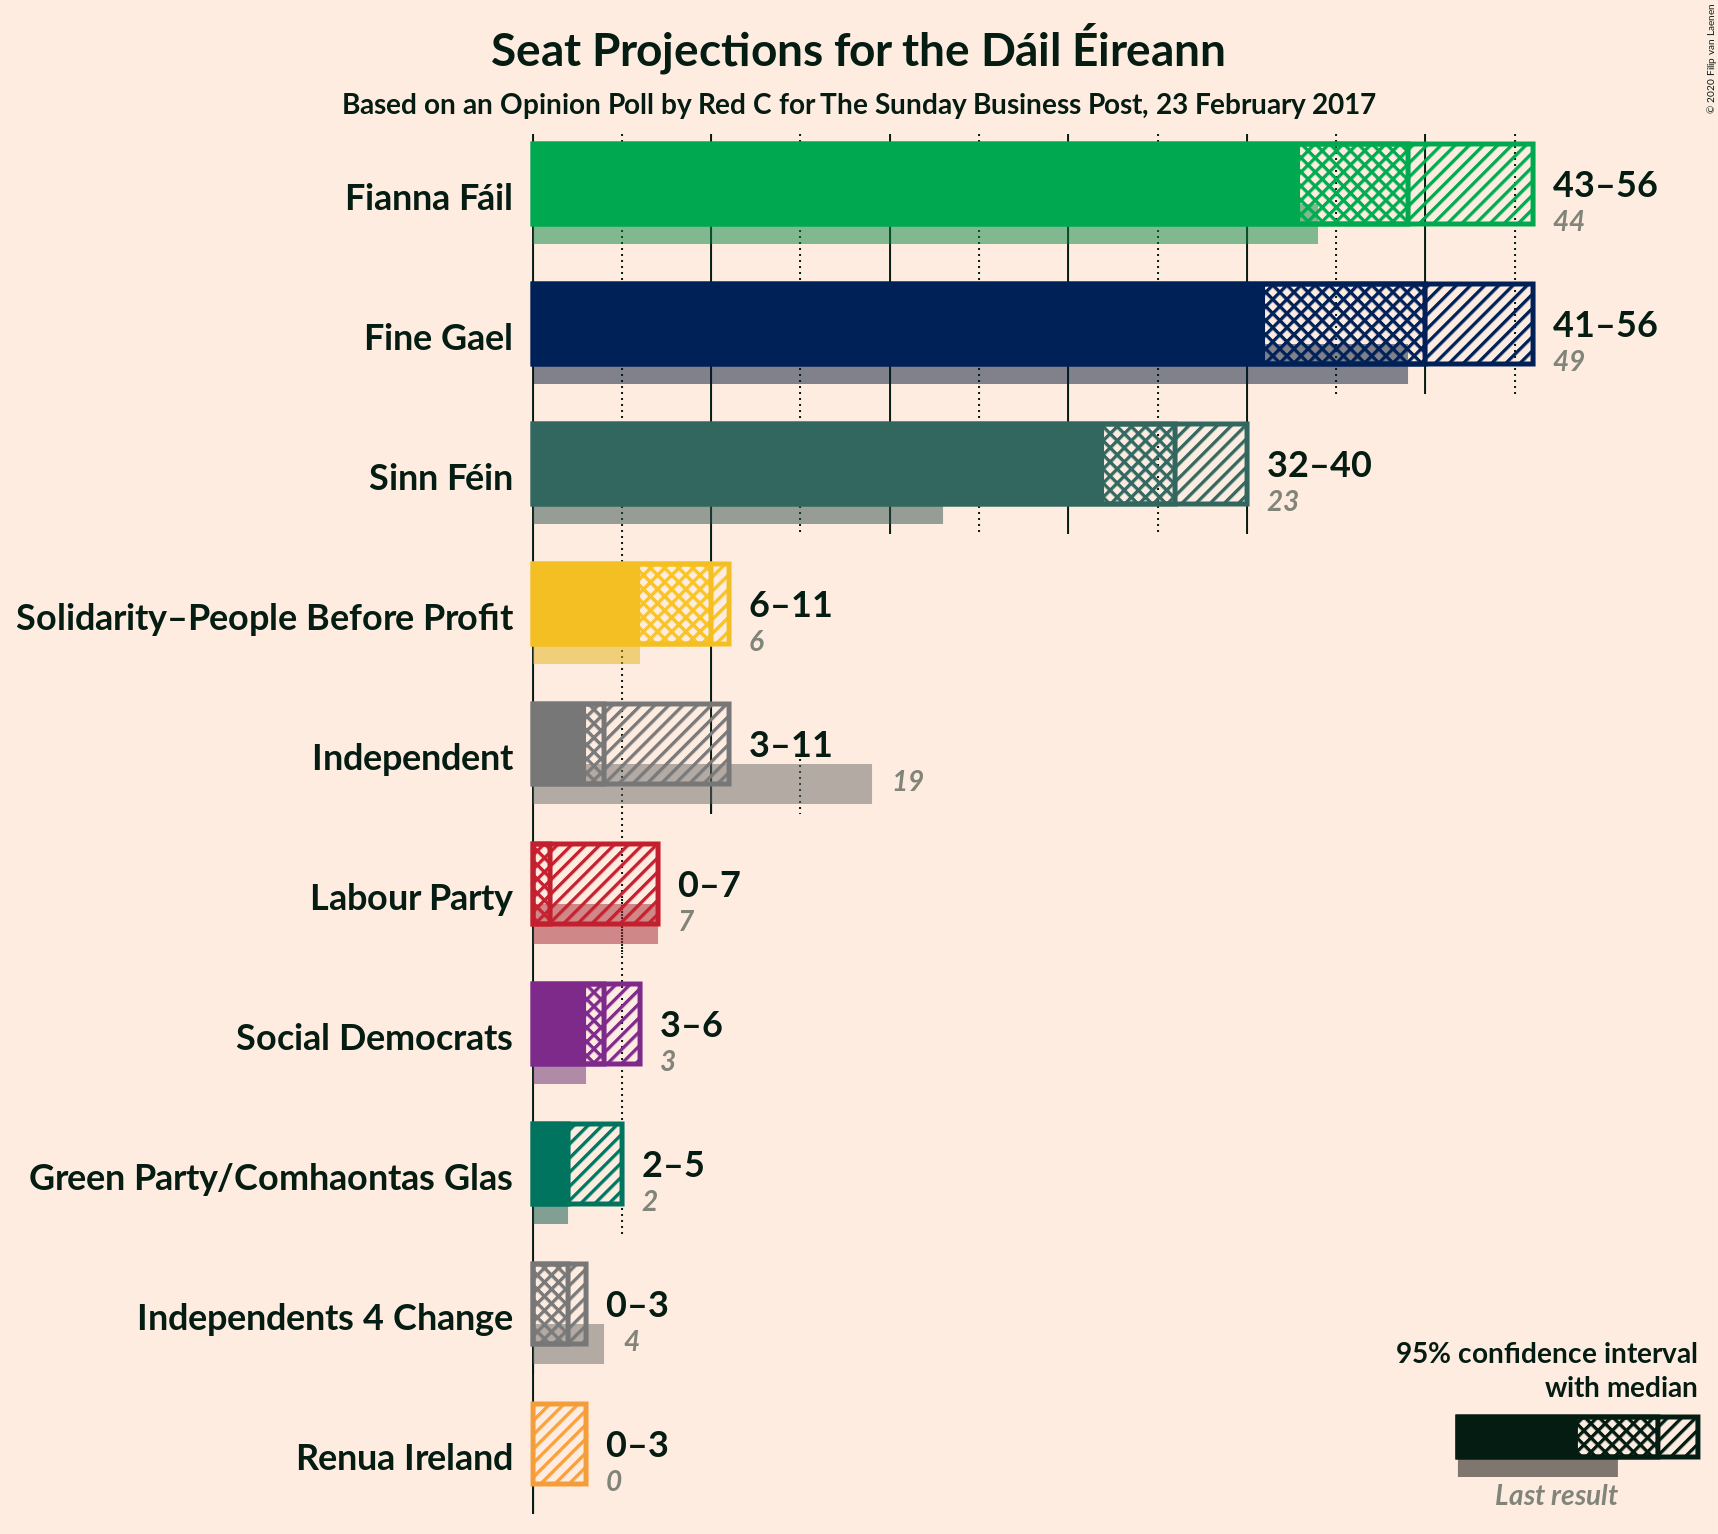 Seat Projections for the Dáil Éireann
Based on an Opinion Poll by Red C for The Sunday Business Post, 23 February 2017
© 2020 Filip van Laenen
Fianna Fáil
43–56
44
Fine Gael
41–56
49
Sinn Féin
32–40
23
Solidarity–People Before Profit
6–11
6
Independent
3–11
19
Labour Party
0–7
7
Social Democrats
3–6
3
Green Party/Comhaontas Glas
2–5
2
Independents 4 Change
0–3
4
Renua Ireland
0–3
0
95% confidence interval
with median
Last result